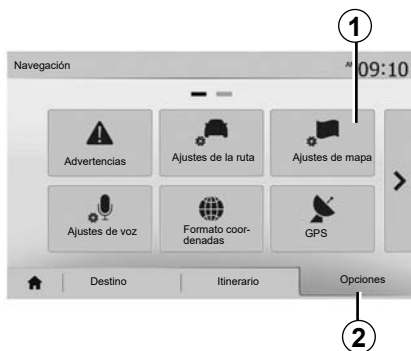 1
Navegación
AM 09:10
Advertencias
Ajustes de la ruta
Ajustes de mapa
Ajustes de voz
Formato coor-
denadas
GPS
Destino
Itinerario
Opciones
2